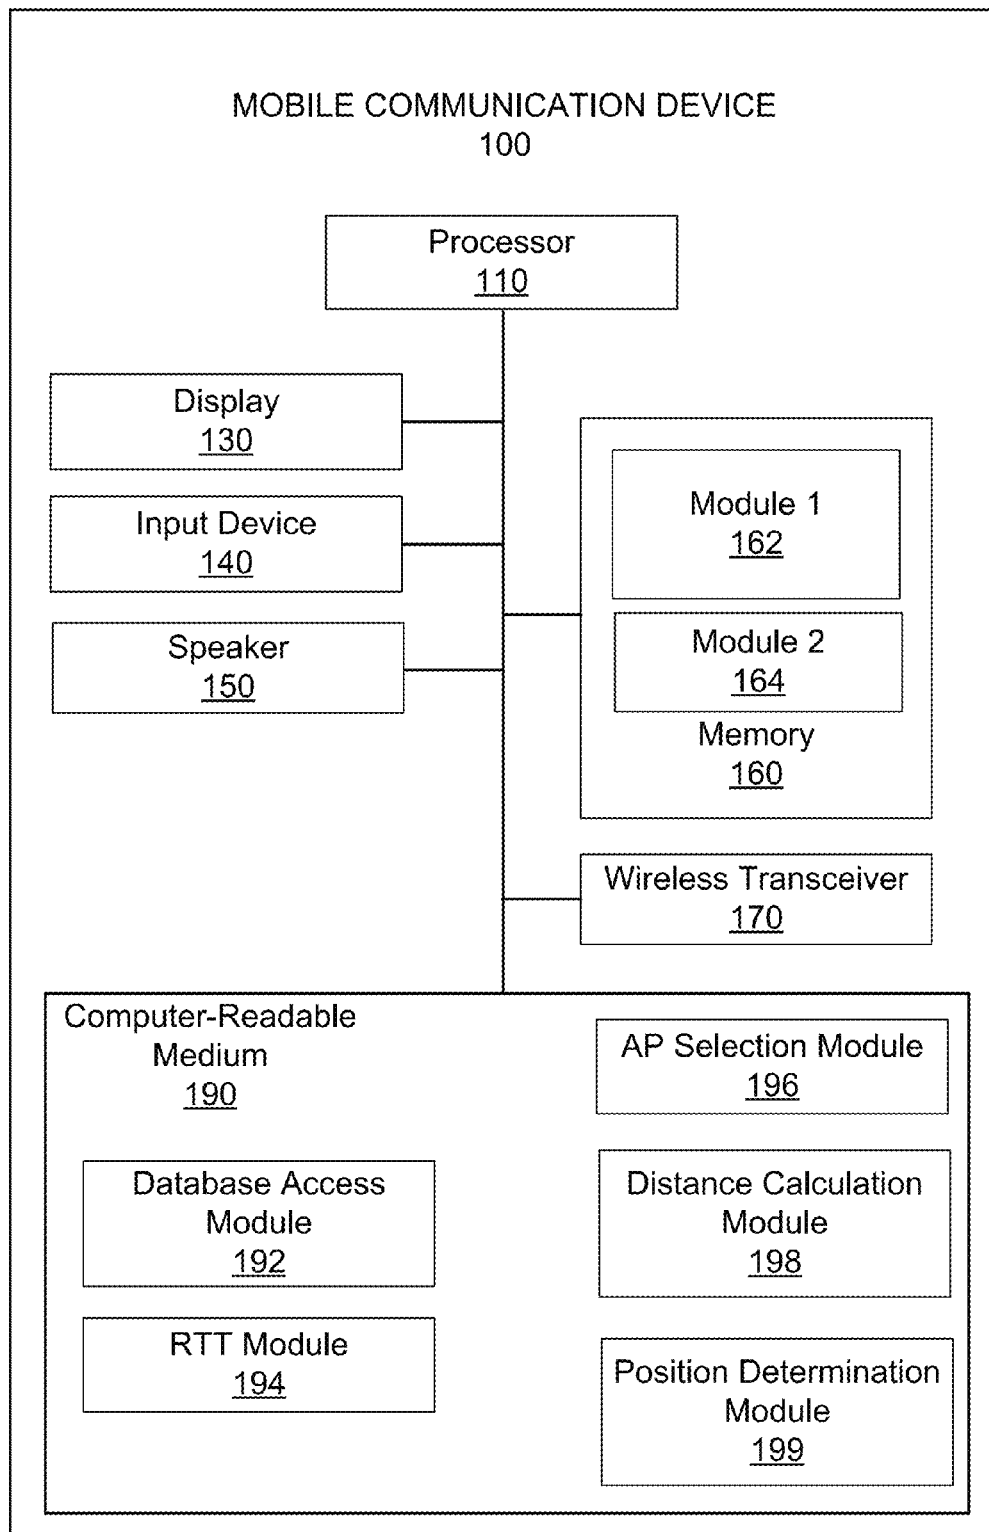 MOBILE COMMUNICATION DEVICE
100
Processor
110
Display
130
Input Device
140
Speaker
150
Module 1
162
Module 2
164
Memory
160
Wireless Transceiver
170
Computer-Readable
Medium
190
Database Access
Module
192
RTT Module
194
AP Selection Module
196
Distance Calculation
Module
198
Position Determination
Module
199